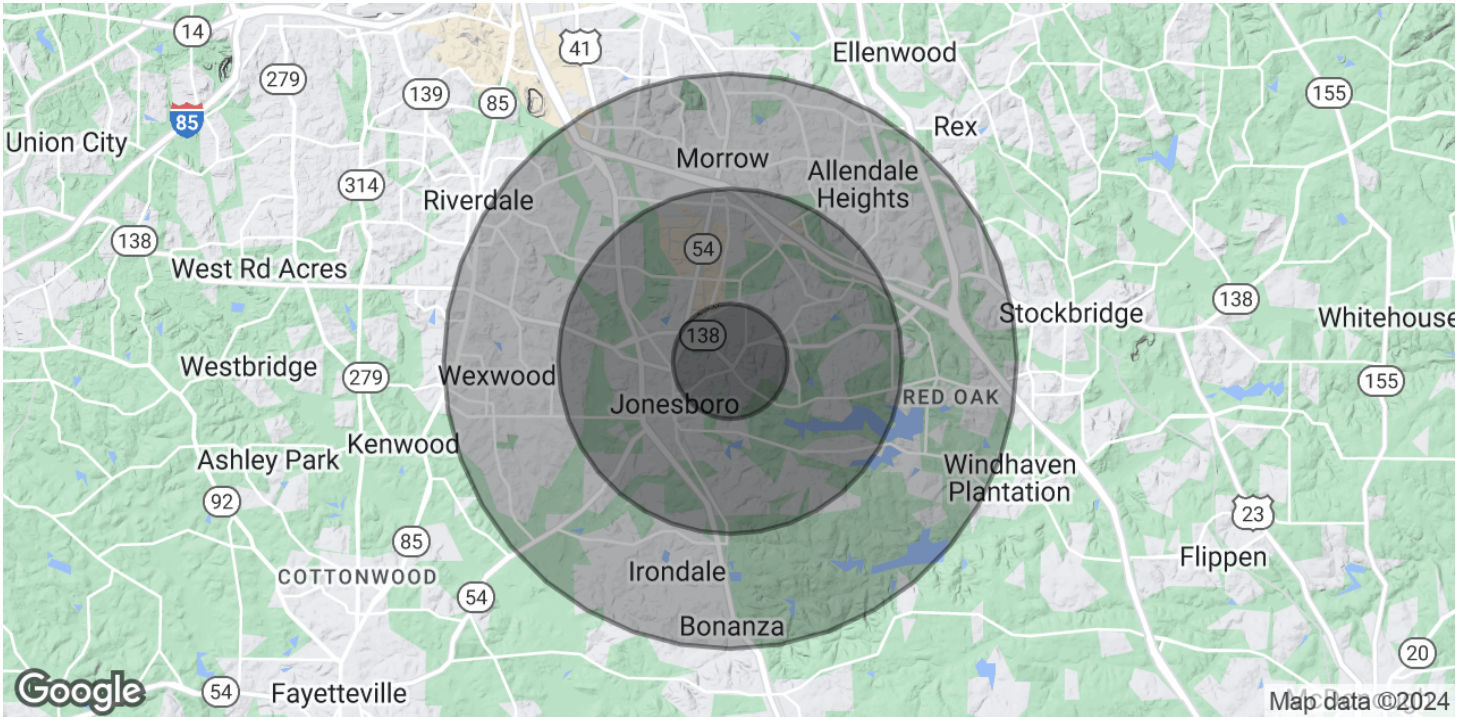 14
41
Ellenwood
279
139
85
155
85
Rex
Union City
Morrow
Allendale
Heights
314
Riverdale
138
54
West Rd Acres
138
Stockbridge
Whitehouse
138
Westbridge
279
Wexwood
155
RED OAK
Jonesboro
Kenwood
Ashley Park
Windhaven
Plantation
92
23
85
Flippen
COTTONWOOD
Irondale
54
Bonanza
20
Google
54
Fayetteville
Map data ©2024